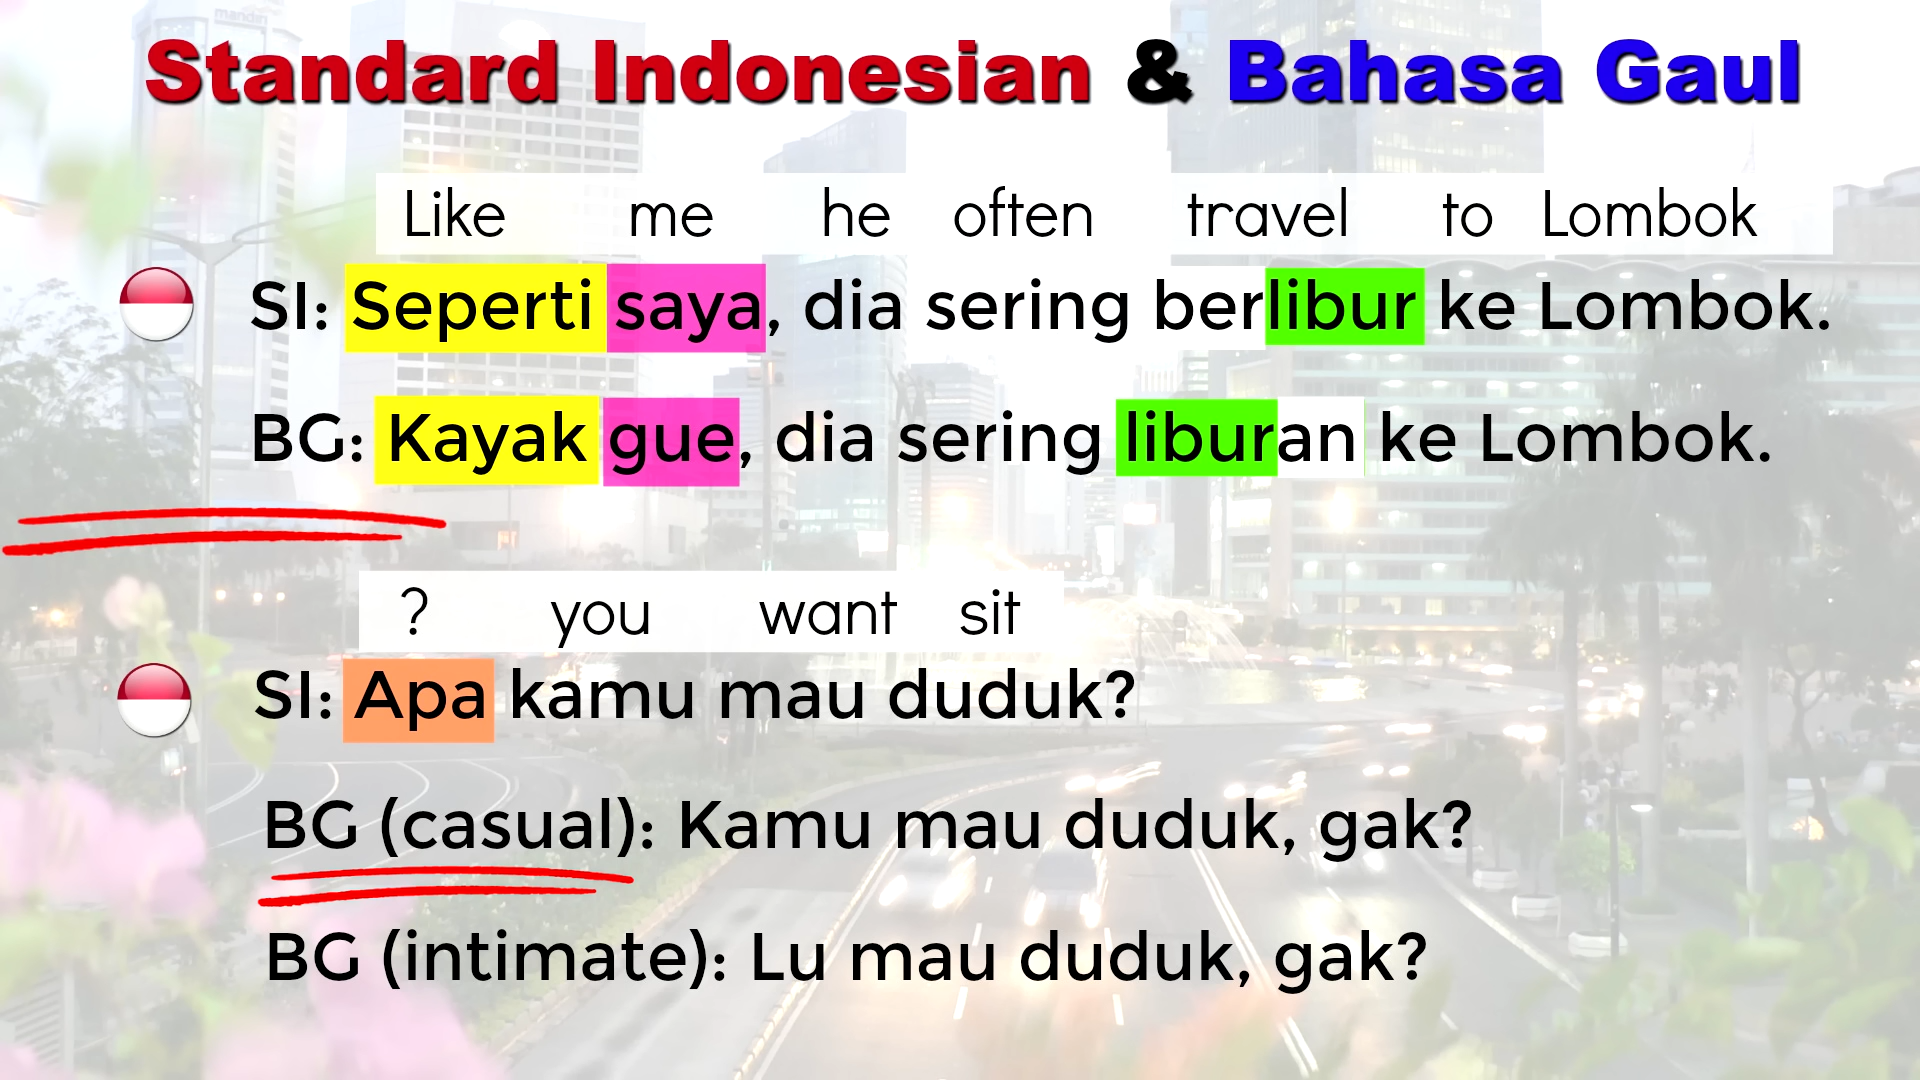 mandiri
Standard Indonesian & Bahasa Gaul
Like me he often travel to Lombok
SI: Seperti saya, dia sering berlibur ke Lombok.
BG: Kayak gue, dia sering liburan ke Lombok.
? you want sit
SI: Apa kamu mau duduk?
BG (casual): Kamu mau duduk, gak?
BG (intimate): Lu mau duduk, gak?